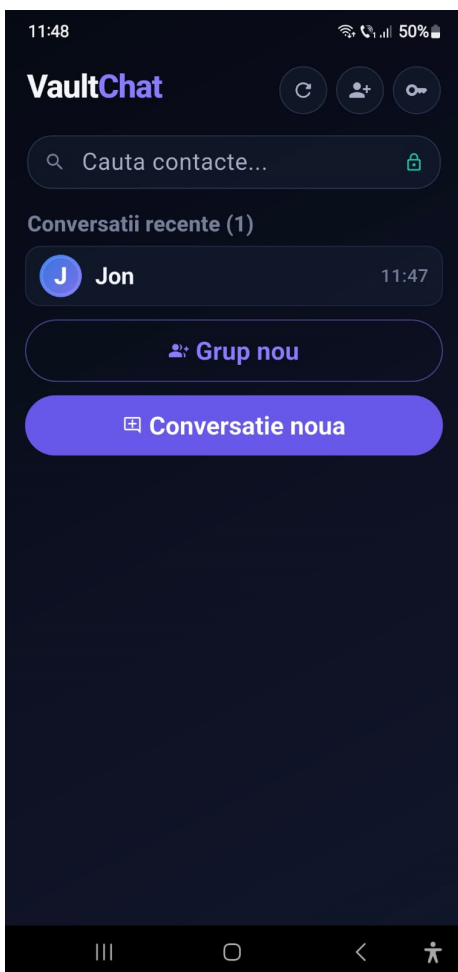 11:48 50%
VaultChat
Cauta contacte...
Conversatii recente (1)
J Jon 11:47
Grup nou
Conversatie noua